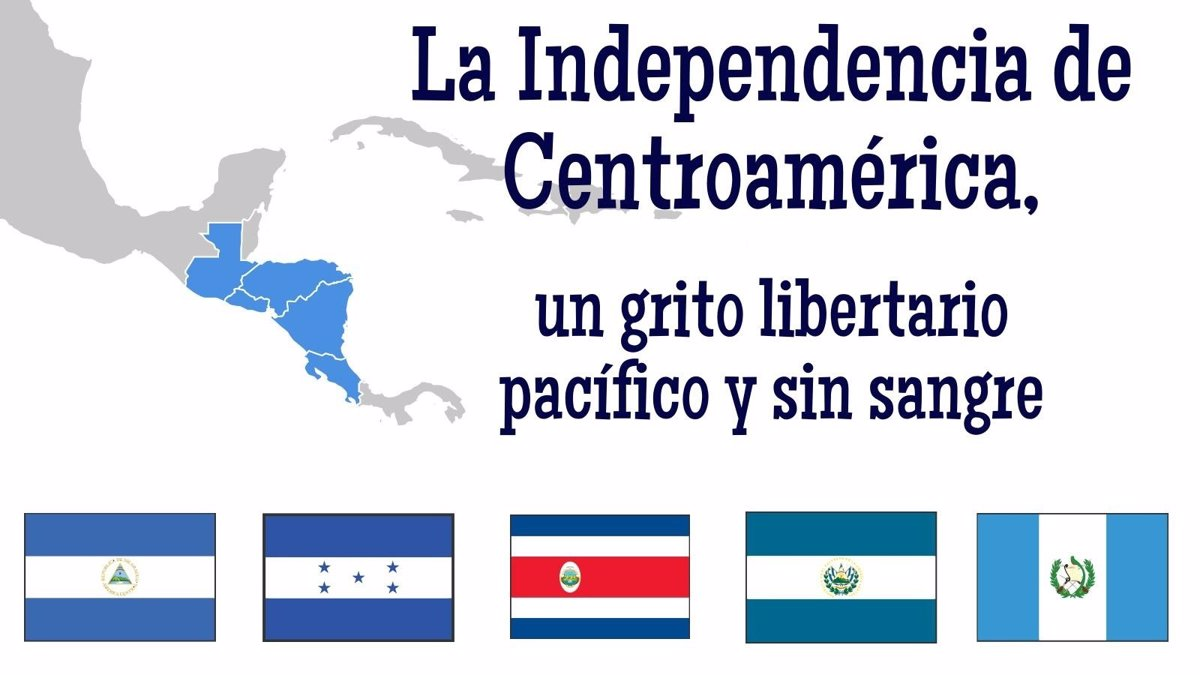 La Independencia de
Centroamérica,
un grito libertario
pacífico y sin sangre